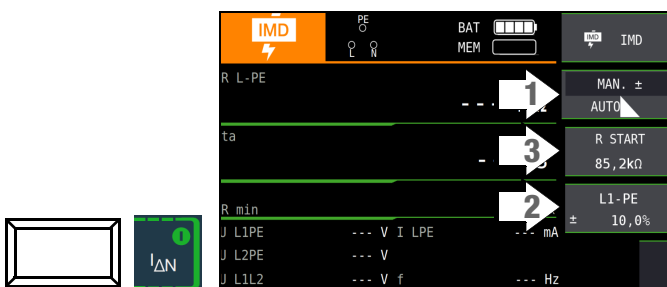 IMD
PE
L N
BAT
MEM
IMD
R L-PE
1
MAN. ±
AUTO
---
ta
3
R START
85,2kΩ
-
R min
2
L1-PE
± 10,0%
U L1PE --- V I LPE --- mA
U L2PE --- V
U L1L2 --- V f --- Hz
I
IΔN